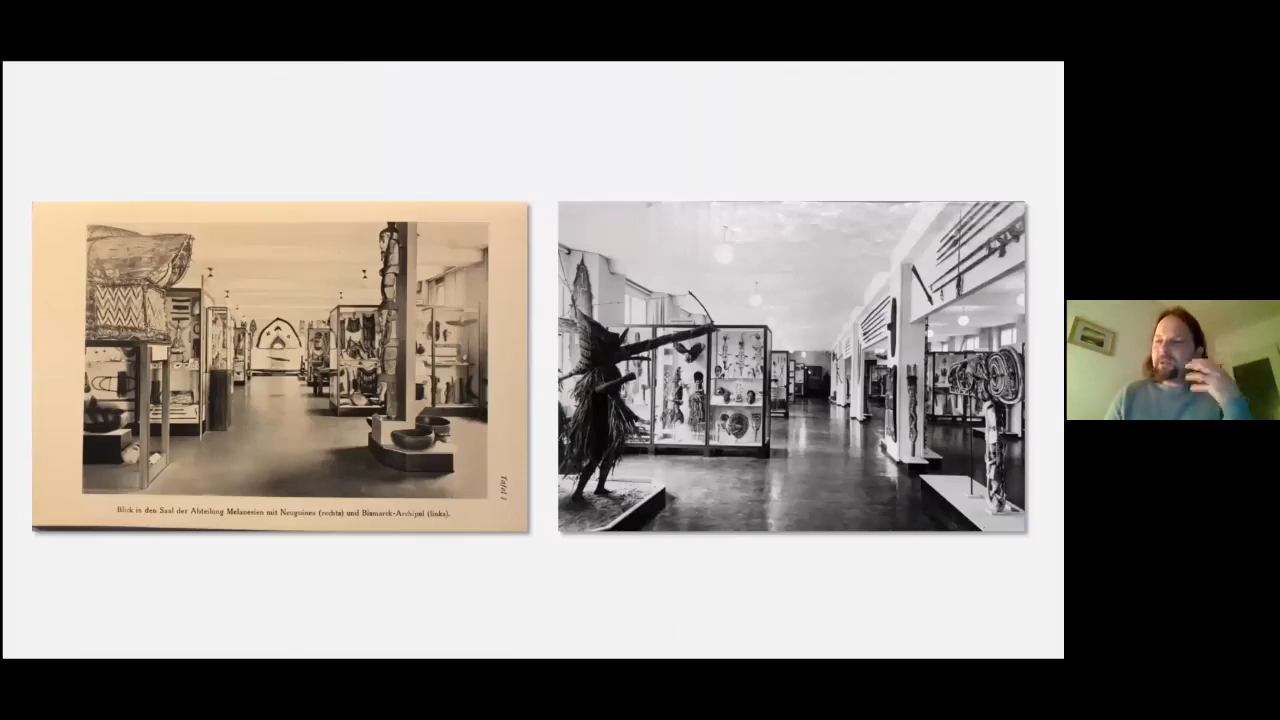 Blick in den Saal der Abteilung Melanesien mit Neuguinea (rechts) und Bismarck-Archipel (links).
Tafel 1